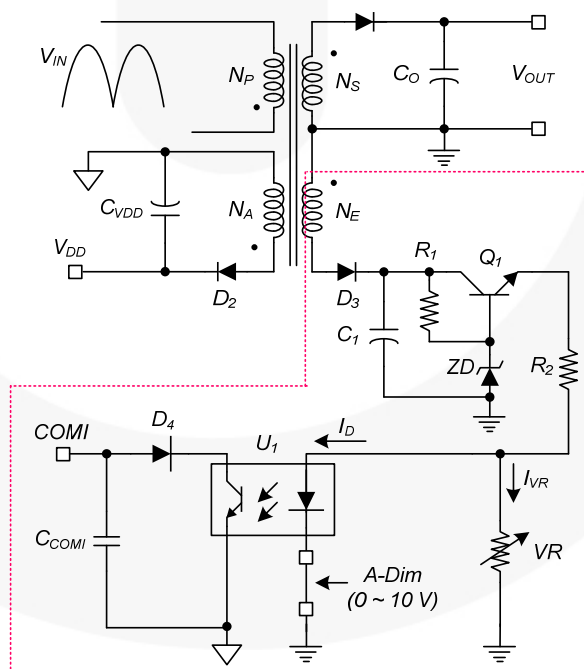 VIN
NP
NS
CO
VOUT
CVDD
NA
NE
VDD
D2
D3
R1
Q1
C1
ZD
R2
COMI
D4
U1
ID
IVR
CCOMI
A-Dim
(0 ~ 10 V)
VR